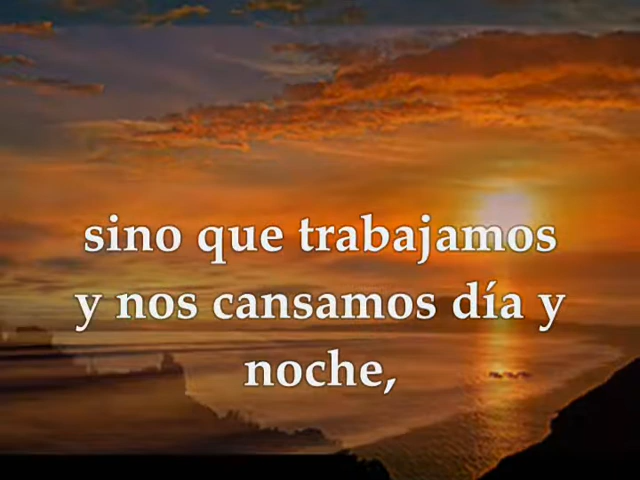 sino que trabajamos
y nos cansamos día y
noche,